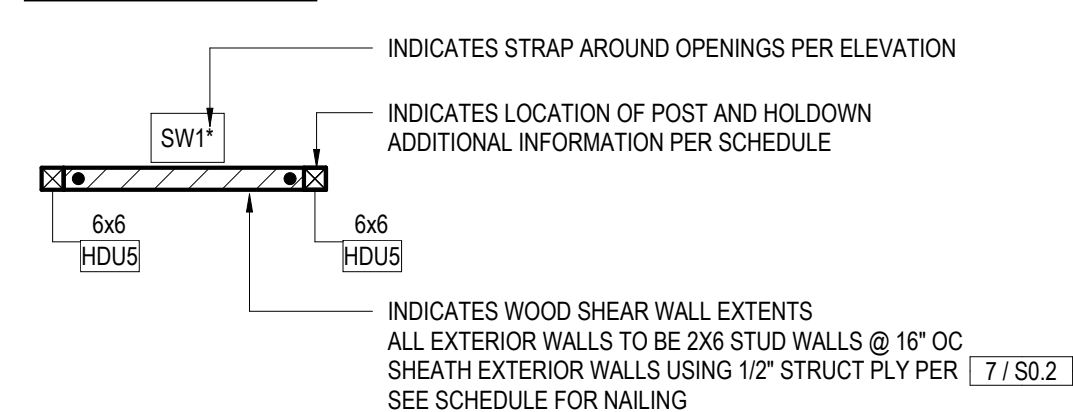 INDICATES STRAP AROUND OPENINGS PER ELEVATION
SW1*
INDICATES LOCATION OF POST AND HOLDOWN
ADDITIONAL INFORMATION PER SCHEDULE
6x6
HDU5
6x6
HDU5
INDICATES WOOD SHEAR WALL EXTENTS
ALL EXTERIOR WALLS TO BE 2X6 STUD WALLS @ 16" OC
SHEATH EXTERIOR WALLS USING 1/2" STRUCT PLY PER 7 / S0.2
SEE SCHEDULE FOR NAILING